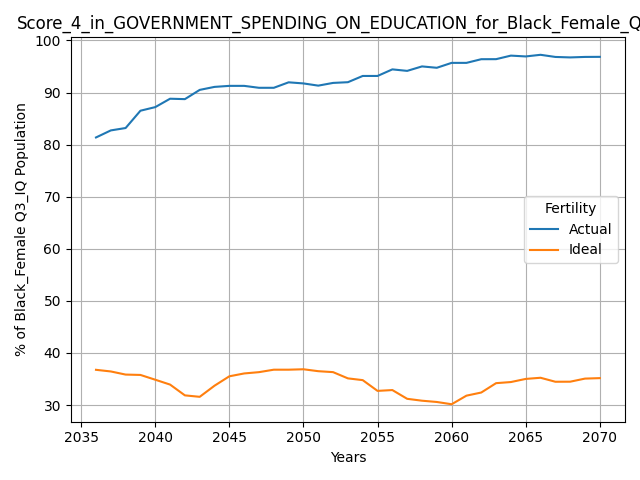 Score_4_in_GOVERNMENT_SPENDING_ON_EDUCATION_for_Black_Female_Q
100
90
80
70
60
50
40
30
% of Black_Female Q3_IQ Population
Fertility
Actual
Ideal
2035 2040 2045 2050 2055 2060 2065 2070
Years